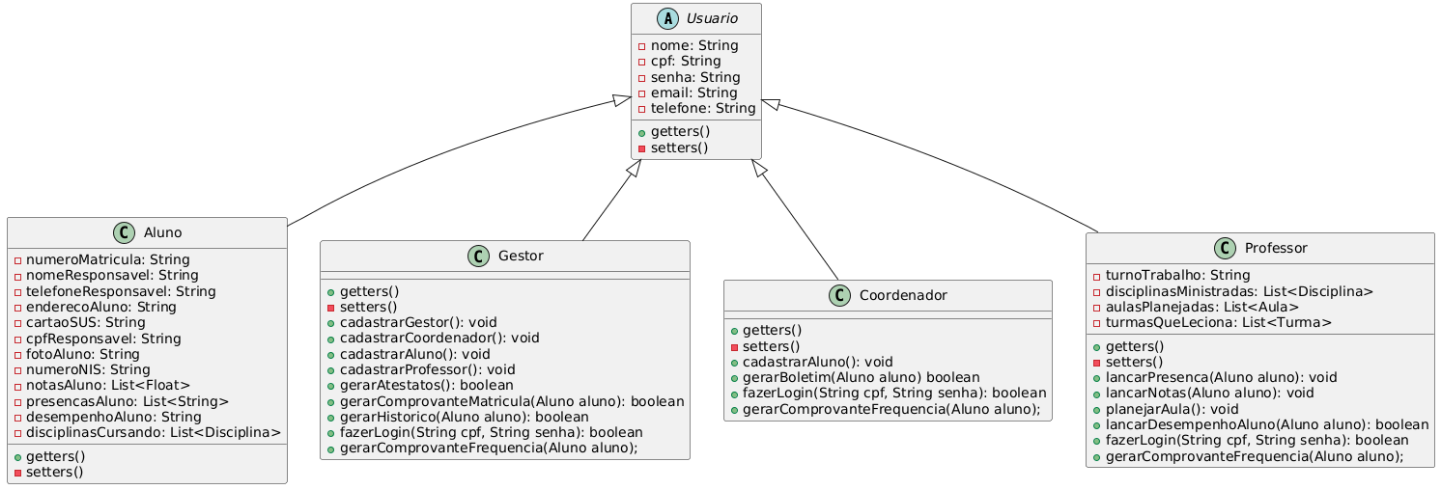 A Usuario
nome: String
cpf: String
senha: String
email: String
telefone: String
getters()
setters()
C Aluno
numeroMatricula: String
nomeResponsavel: String
telefoneResponsavel: String
enderecoAluno: String
cartaoSUS: String
cpfResponsavel: String
fotoAluno: String
numeroNIS: String
notasAluno: List<Float>
presencasAluno: List<String>
desempenhoAluno: String
disciplinasCursando: List<Disciplina>
getters()
setters()
C Gestor
getters()
setters()
cadastrarGestor(): void
cadastrarCoordenador(): void
cadastrarAluno(): void
cadastrarProfessor(): void
gerarAtestatos(): boolean
gerarComprovanteMatricula(Aluno aluno): boolean
gerarHistorico(Aluno aluno): boolean
fazerLogin(String cpf, String senha): boolean
gerarComprovanteFrequencia(Aluno aluno);
C Coordenador
getters()
setters()
cadastrarAluno(): void
gerarBoletim(Aluno aluno) boolean
fazerLogin(String cpf, String senha): boolean
gerarComprovanteFrequencia(Aluno aluno);
C Professor
turnoTrabalho: String
disciplinasMinistradas: List<Disciplina>
aulasPlanejadas: List<Aula>
turmasQueLeciona: List<Turma>
getters()
setters()
lancarPresenca(Aluno aluno): void
lancarNotas(Aluno aluno): void
planejarAula(): void
lancarDesempenhoAluno(Aluno aluno): boolean
fazerLogin(String cpf, String senha): boolean
gerarComprovanteFrequencia(Aluno aluno);